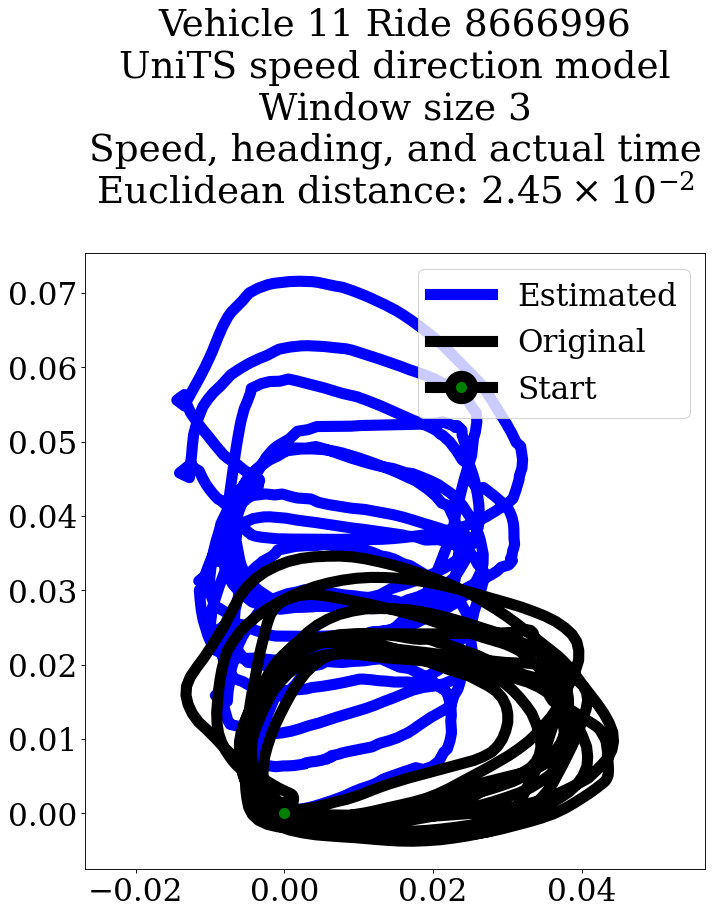 Vehicle 11 Ride 8666996
UniTS speed direction model
Window size 3
Speed, heading, and actual time
Euclidean distance: 2.45 × 10⁻²
Estimated
Original
Start
0.07
0.06
0.05
0.04
0.03
0.02
0.01
0.00
−0.02 0.00 0.02 0.04